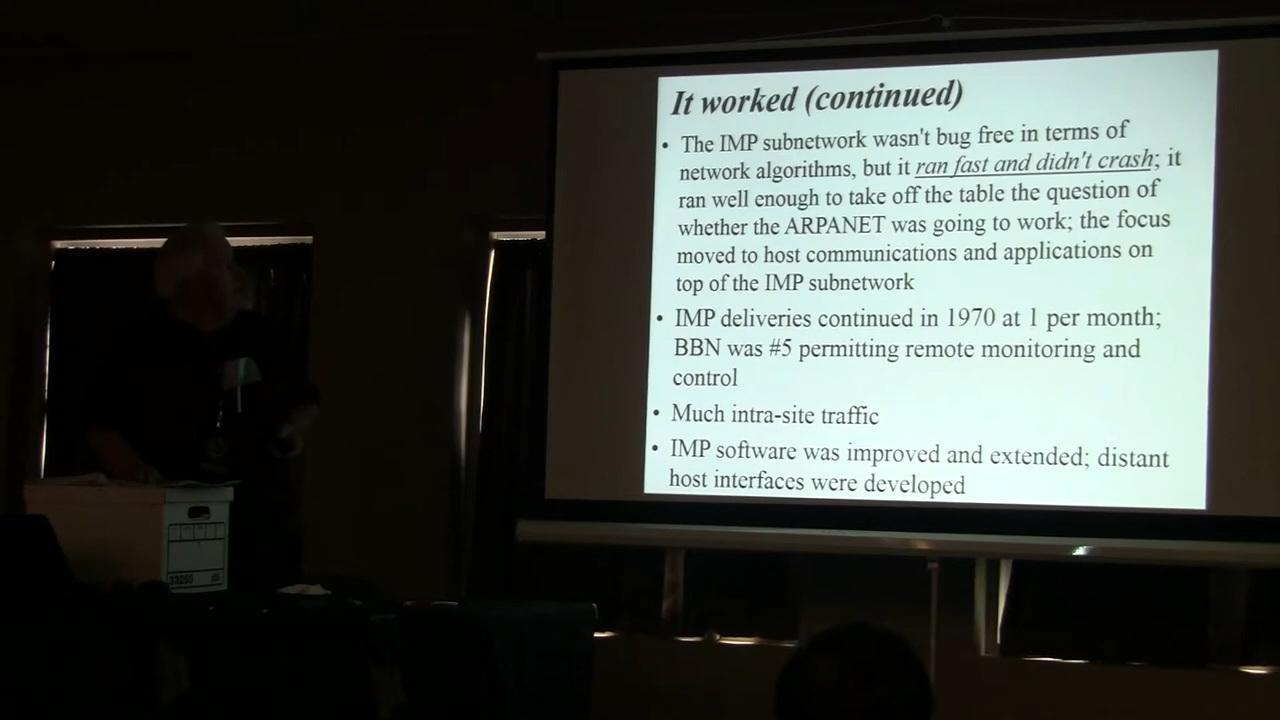 It worked (continued)
• The IMP subnetwork wasn't bug free in terms of
network algorithms, but it ran fast and didn't crash; it
ran well enough to take off the table the question of
whether the ARPANET was going to work; the focus
moved to host communications and applications on
top of the IMP subnetwork
• IMP deliveries continued in 1970 at 1 per month;
BBN was #5 permitting remote monitoring and
control
• Much intra-site traffic
• IMP software was improved and extended; distant
host interfaces were developed